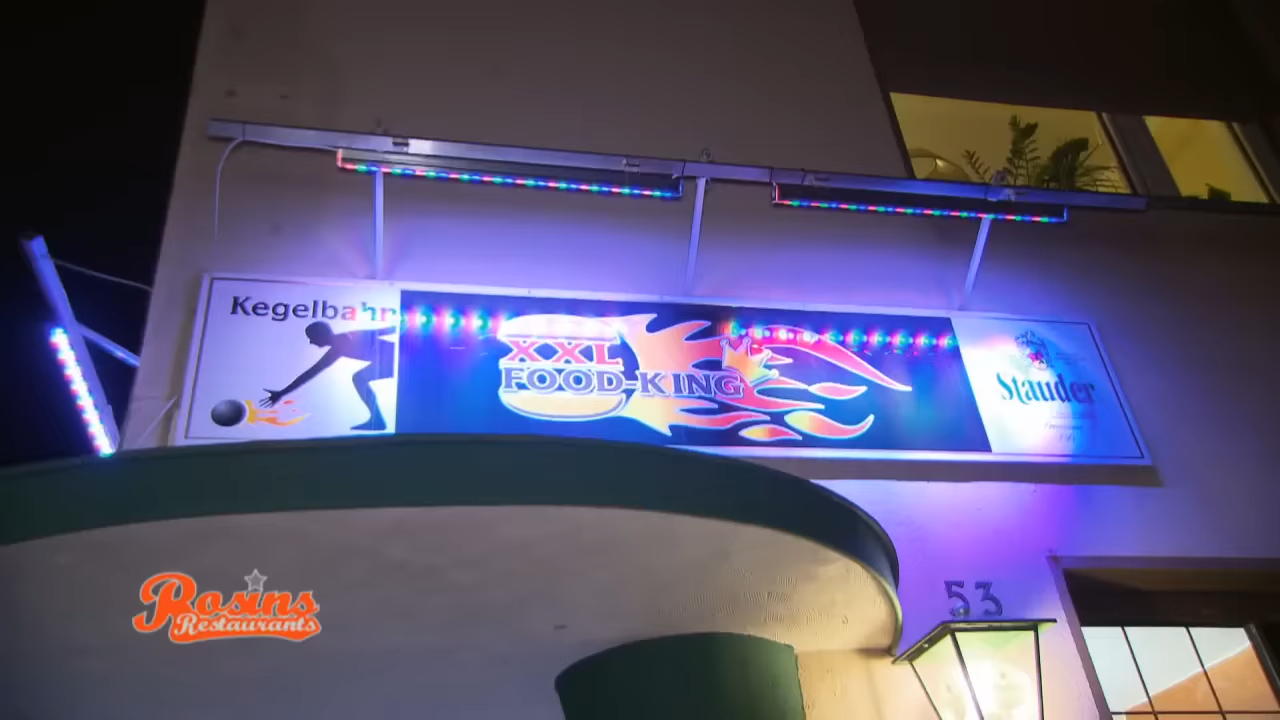 Kegelbahn
XXL
FOOD-KING
Stauder
53
Rosins
Restaurants